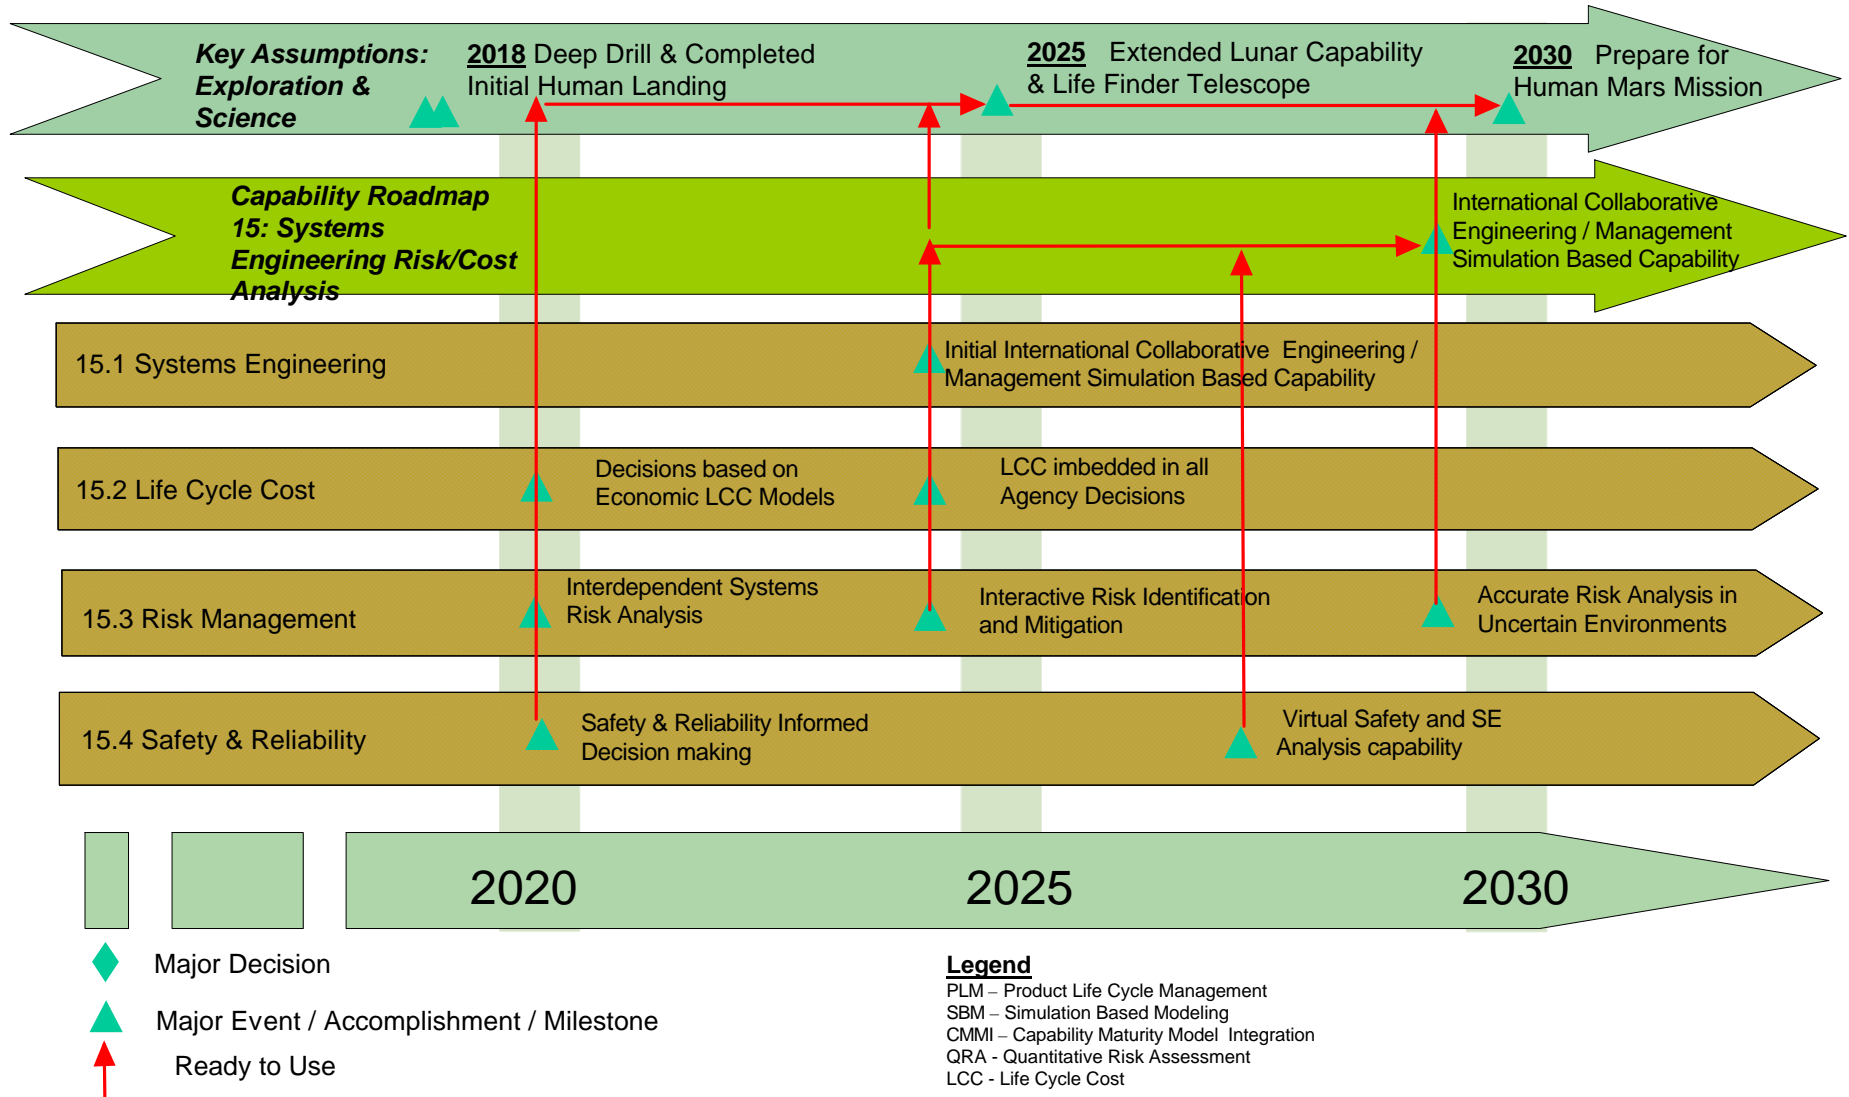 Key Assumptions:
Exploration &
Science
2018 Deep Drill & Completed
Initial Human Landing
2025 Extended Lunar Capability
& Life Finder Telescope
2030 Prepare for
Human Mars Mission
Capability Roadmap
15: Systems
Engineering Risk/Cost
Analysis
International Collaborative
Engineering / Management
Simulation Based Capability
15.1 Systems Engineering
Initial International Collaborative Engineering /
Management Simulation Based Capability
15.2 Life Cycle Cost
Decisions based on
Economic LCC Models
LCC imbedded in all
Agency Decisions
15.3 Risk Management
Interdependent Systems
Risk Analysis
Interactive Risk Identification
and Mitigation
Accurate Risk Analysis in
Uncertain Environments
15.4 Safety & Reliability
Safety & Reliability Informed
Decision making
Virtual Safety and SE
Analysis capability
2020
2025
2030
Major Decision
Major Event / Accomplishment / Milestone
Ready to Use
Legend
PLM – Product Life Cycle Management
SBM – Simulation Based Modeling
CMMI – Capability Maturity Model Integration
QRA - Quantitative Risk Assessment
LCC - Life Cycle Cost